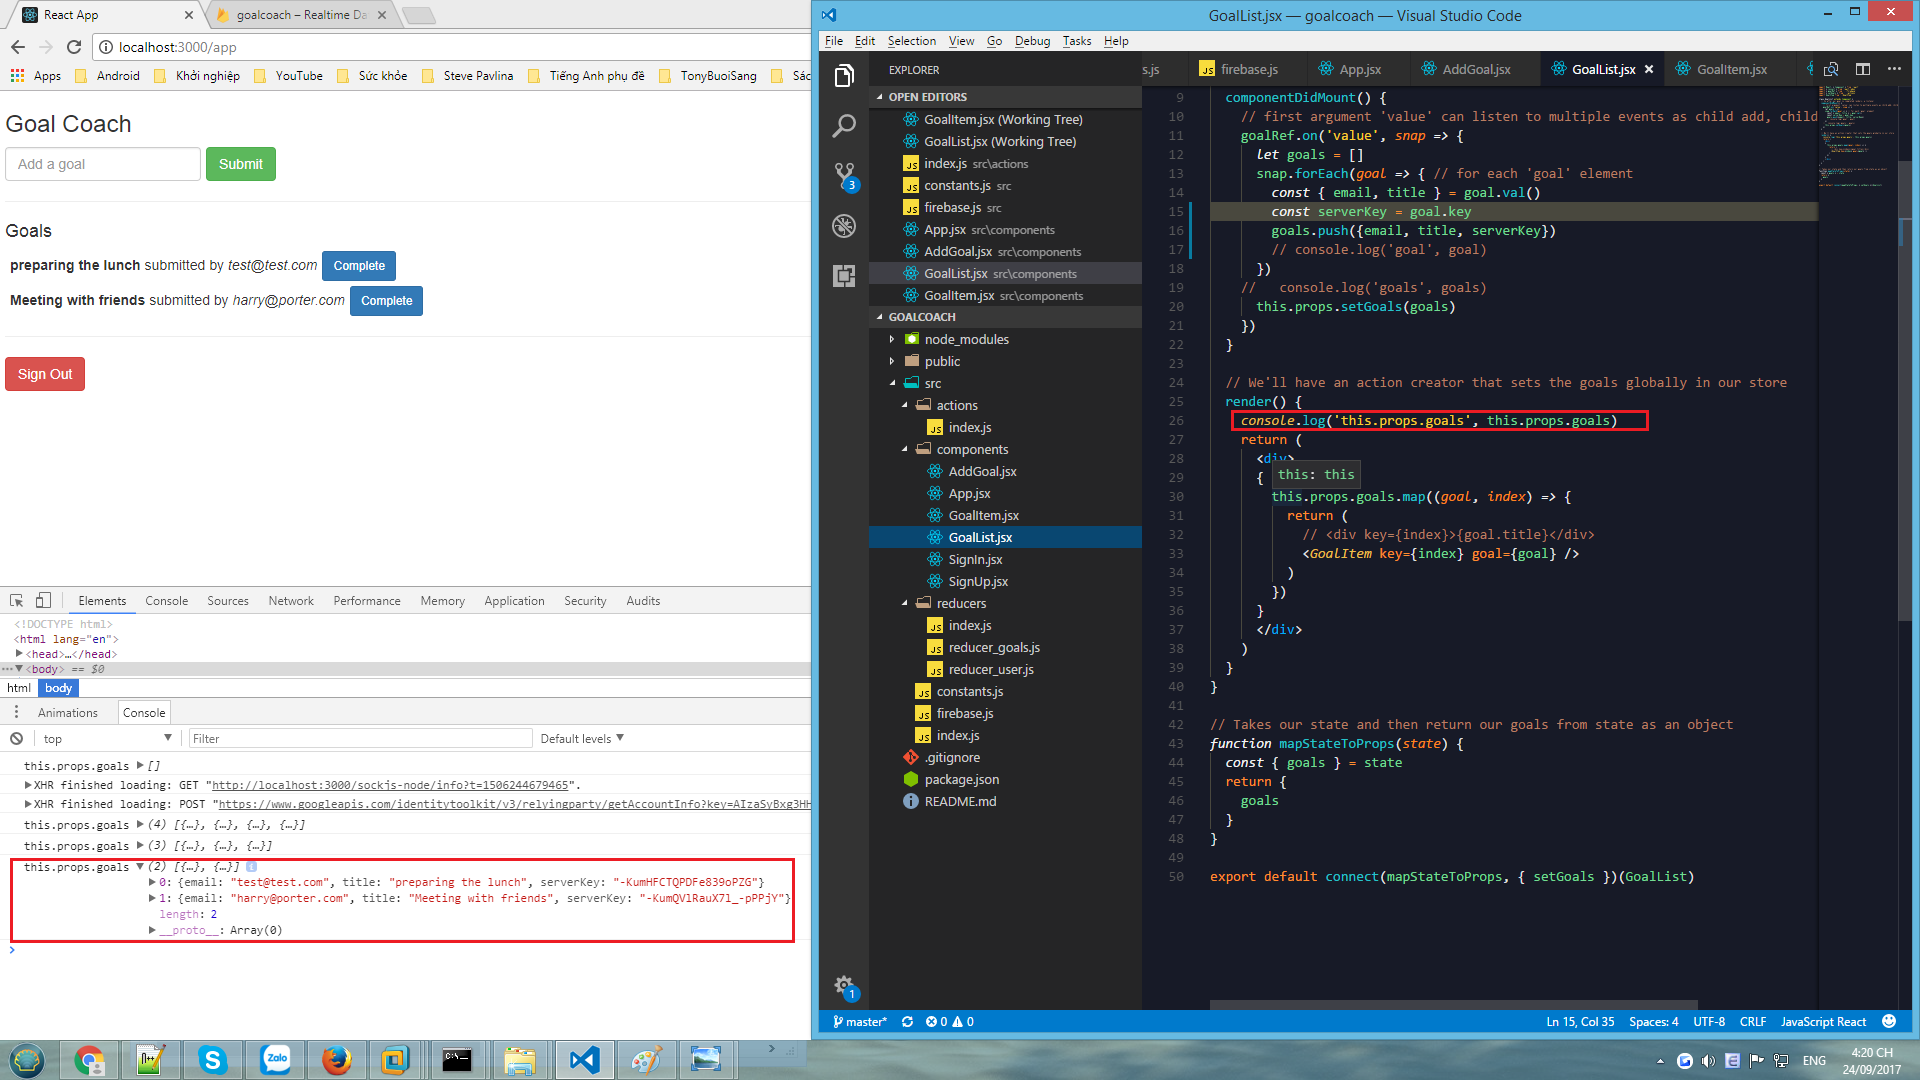 React App
goalcoach – Realtime Da
localhost:3000/app
Apps
Android
Khởi nghiệp
YouTube
Sức khỏe
Steve Pavlina
Tiếng Anh phụ đề
TonyBuoiSang
Sác
Goal Coach
Add a goal
Submit
Goals
preparing the lunch submitted by test@test.com Complete
Meeting with friends submitted by harry@porter.com Complete
Sign Out
Elements Console Sources Network Performance Memory Application Security Audits
<!DOCTYPE html>
<html lang="en">
<head>…</head>
<body> == $0
html body
Animations Console
top Filter Default levels
this.props.goals []
XHR finished loading: GET "http://localhost:3000/sockjs-node/info?t=1506244679465".
XHR finished loading: POST "https://www.googleapis.com/identitytoolkit/v3/relyingparty/getAccountInfo?key=AIzaSyBxg3HH
this.props.goals (4) [{…}, {…}, {…}, {…}]
this.props.goals (3) [{…}, {…}, {…}]
this.props.goals (2) [{…}, {…}]
0: {email: "test@test.com", title: "preparing the lunch", serverKey: "-KumHFCTQPDFe839oPZG"}
1: {email: "harry@porter.com", title: "Meeting with friends", serverKey: "-KumQVlRauX7l_-pPPjY"}
length: 2
__proto__: Array(0)
>
GoalList.jsx — goalcoach — Visual Studio Code
File Edit Selection View Go Debug Tasks Help
EXPLORER
OPEN EDITORS
GoalItem.jsx (Working Tree)
GoalList.jsx (Working Tree)
index.js src\actions
constants.js src
firebase.js src
App.jsx src\components
AddGoal.jsx src\components
GoalList.jsx src\components
GoalItem.jsx src\components
GOALCOACH
node_modules
public
src
actions
index.js
components
AddGoal.jsx
App.jsx
GoalItem.jsx
GoalList.jsx
SignIn.jsx
SignUp.jsx
reducers
index.js
reducer_goals.js
reducer_user.js
constants.js
firebase.js
index.js
.gitignore
package.json
README.md
3
1
s.js firebase.js App.jsx AddGoal.jsx GoalList.jsx GoalItem.jsx
9 componentDidMount() {
10 // first argument 'value' can listen to multiple events as child add, child
11 goalRef.on('value', snap => {
12 let goals = []
13 snap.forEach(goal => { // for each 'goal' element
14 const { email, title } = goal.val()
15 const serverKey = goal.key
16 goals.push({email, title, serverKey})
17 // console.log('goal', goal)
18 })
19 // console.log('goals', goals)
20 this.props.setGoals(goals)
21 })
22 }
23
24 // We'll have an action creator that sets the goals globally in our store
25 render() {
26 console.log('this.props.goals', this.props.goals)
27 return (
28 <div>
29 { this: this
30 this.props.goals.map((goal, index) => {
31 return (
32 // <div key={index}>{goal.title}</div>
33 <GoalItem key={index} goal={goal} />
34 )
35 })
36 }
37 </div>
38 )
39 }
40 }
41
42 // Takes our state and then return our goals from state as an object
43 function mapStateToProps(state) {
44 const { goals } = state
45 return {
46 goals
47 }
48 }
49
50 export default connect(mapStateToProps, { setGoals })(GoalList)
master* 0 0 Ln 15, Col 35 Spaces: 4 UTF-8 CRLF JavaScript React
Zalo
ENG
4:20 CH
24/09/2017